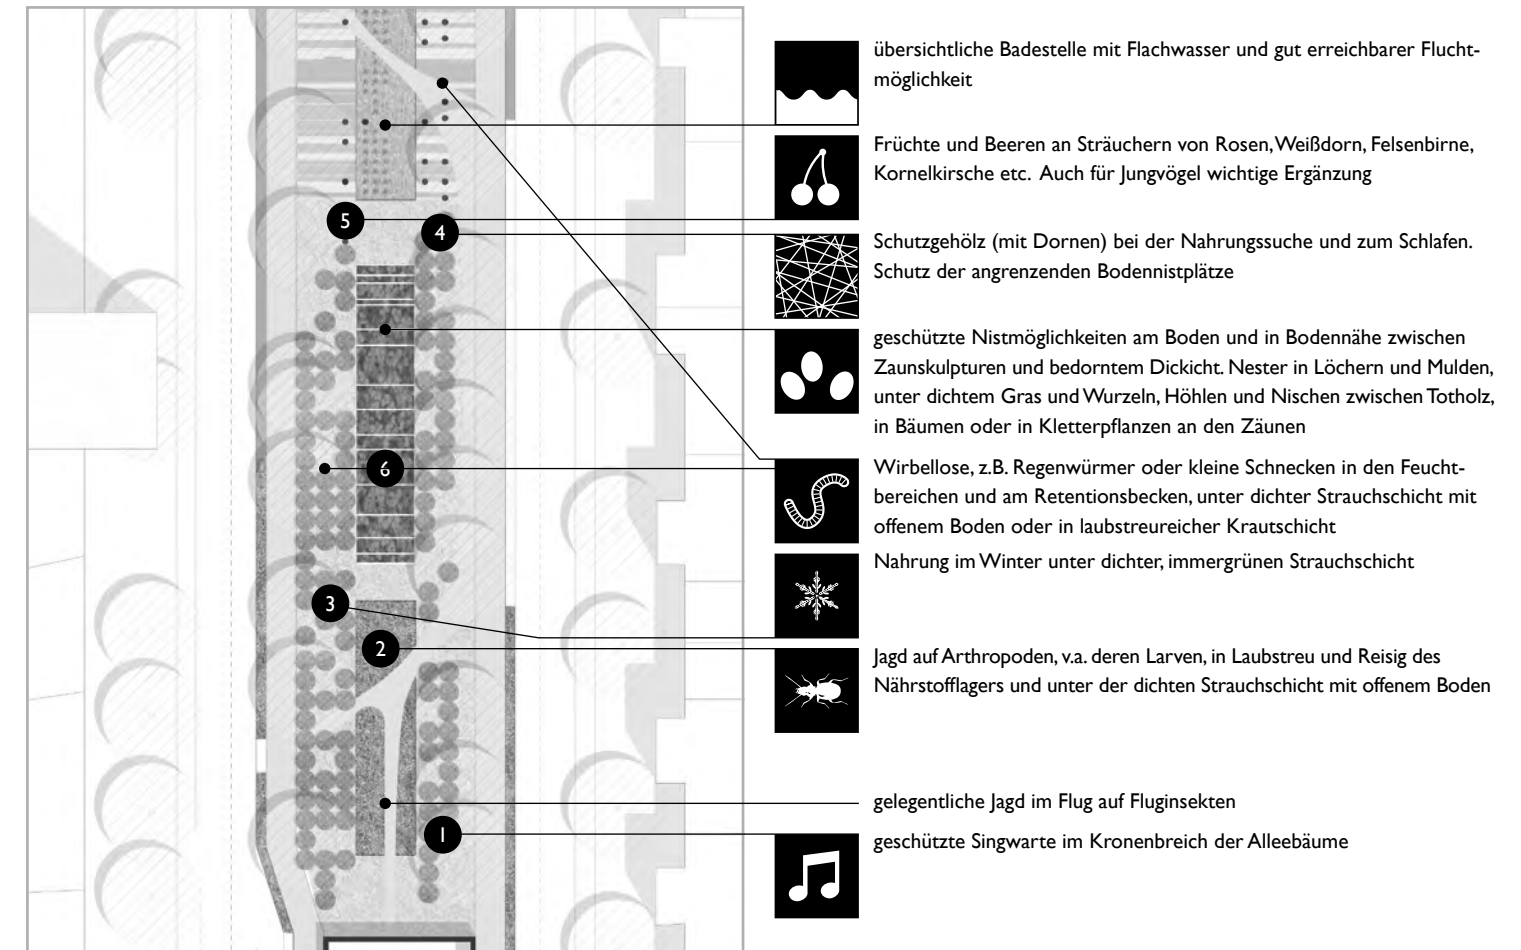 übersichtliche Badestelle mit Flachwasser und gut erreichbarer Flucht-
möglichkeit
Früchte und Beeren an Sträuchern von Rosen, Weißdorn, Felsenbirne,
Kornelkirsche etc. Auch für Jungvögel wichtige Ergänzung
5
4
Schutzgehölz (mit Dornen) bei der Nahrungssuche und zum Schlafen.
Schutz der angrenzenden Bodennistplätze
geschützte Nistmöglichkeiten am Boden und in Bodennähe zwischen
Zaunskulpturen und bedorntem Dickicht. Nester in Löchern und Mulden,
unter dichtem Gras und Wurzeln, Höhlen und Nischen zwischen Totholz,
in Bäumen oder in Kletterpflanzen an den Zäunen
6
Wirbellose, z.B. Regenwürmer oder kleine Schnecken in den Feucht-
bereichen und am Retentionsbecken, unter dichter Strauchschicht mit
offenem Boden oder in laubstreureicher Krautschicht
Nahrung im Winter unter dichter, immergrünen Strauchschicht
3
2
Jagd auf Arthropoden, v.a. deren Larven, in Laubstreu und Reisig des
Nährstofflagers und unter der dichten Strauchschicht mit offenem Boden
gelegentliche Jagd im Flug auf Fluginsekten
1
geschützte Singwarte im Kronenbreich der Alleebäume